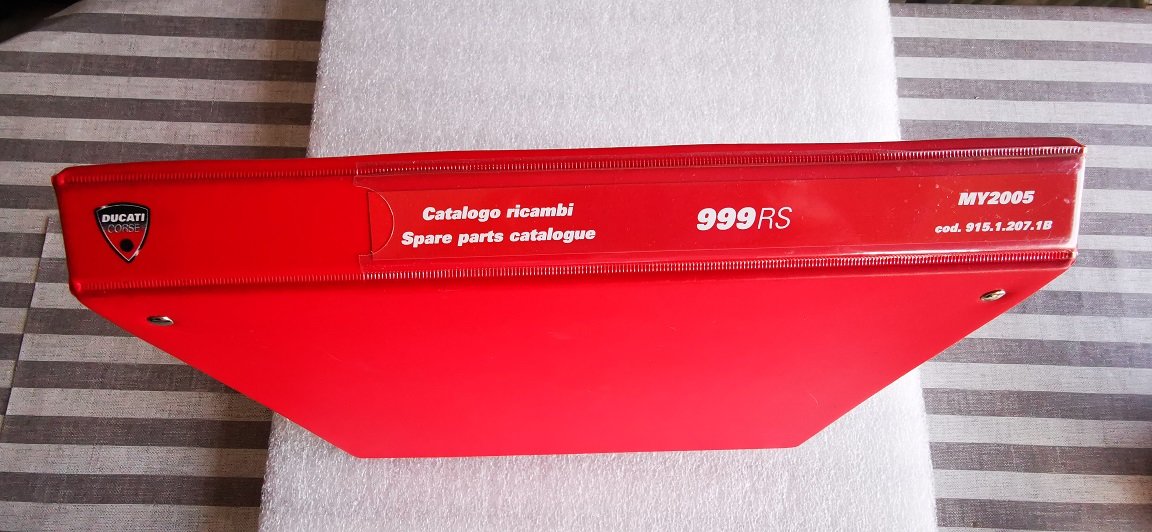 DUCATI
CORSE
Catalogo ricambi
Spare parts catalogue
999RS
MY2005
cod. 915.1.207.1B